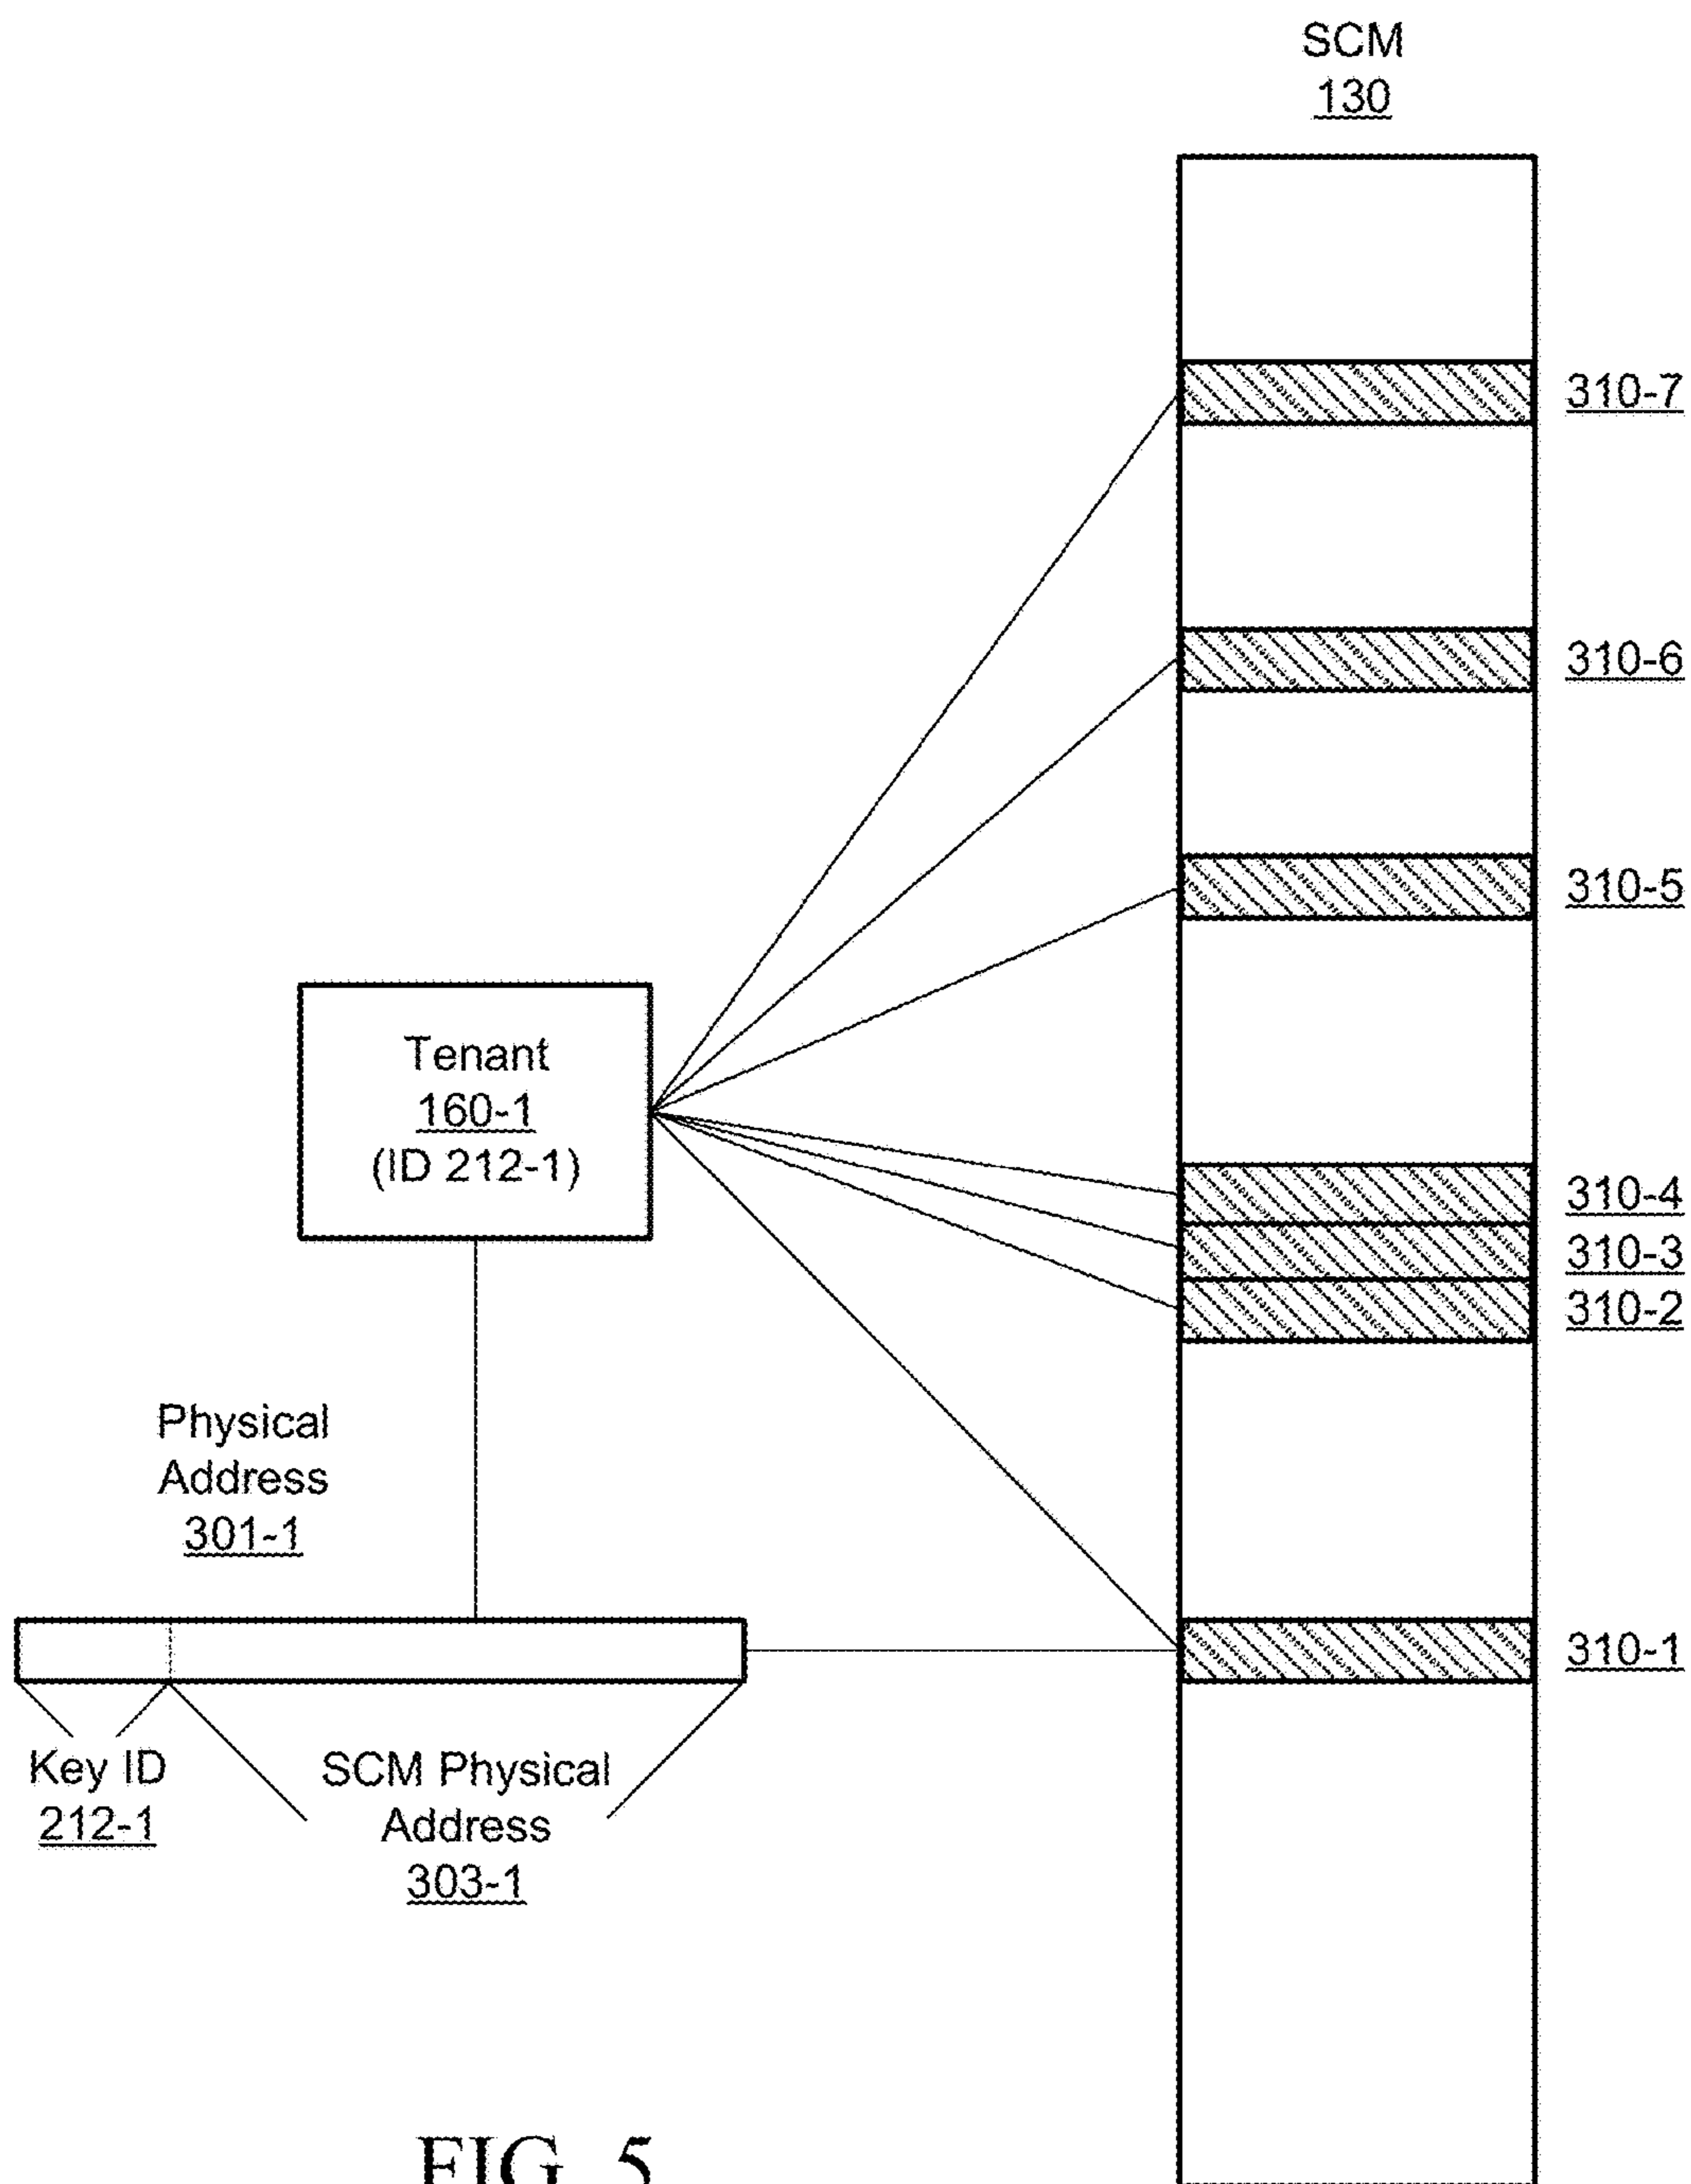 SCM
130
310-7
310-6
310-5
Tenant
160-1
(ID 212-1)
310-4
310-3
310-2
Physical
Address
301-1
310-1
Key ID
212-1
SCM Physical
Address
303-1
FIG. 5